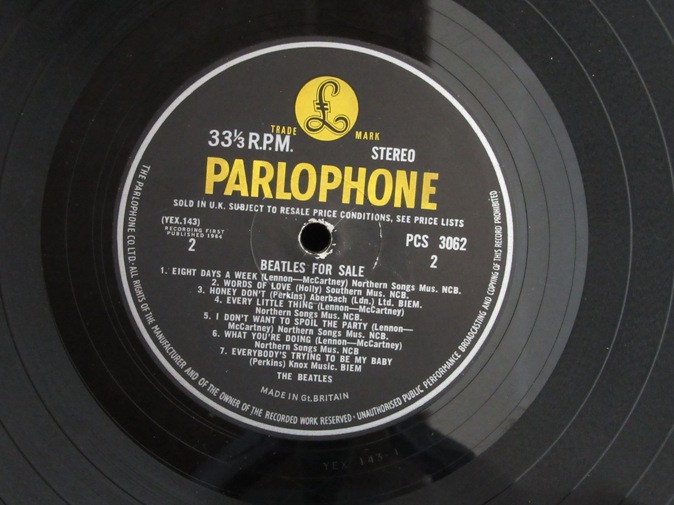 TRADE MARK
33⅓ R.P.M.
STEREO
PARLOPHONE
SOLD IN U.K. SUBJECT TO RESALE PRICE CONDITIONS, SEE PRICE LISTS
(YEX.143)
RECORDING FIRST
PUBLISHED 1964
2
PCS 3062
2
BEATLES FOR SALE
1. EIGHT DAYS A WEEK (Lennon—McCartney) Northern Songs Mus. NCB.
2. WORDS OF LOVE (Holly) Southern Mus. NCB.
3. HONEY DON'T (Perkins) Aberbach (Ldn.) Ltd. BIEM.
4. EVERY LITTLE THING (Lennon—McCartney)
Northern Songs Mus. NCB.
5. I DON'T WANT TO SPOIL THE PARTY (Lennon—
McCartney) Northern Songs Mus. NCB.
6. WHAT YOU'RE DOING (Lennon—McCartney)
Northern Songs Mus. NCB
7. EVERYBODY'S TRYING TO BE MY BABY
(Perkins) Knox Music. BIEM
THE BEATLES
MADE IN Gt. BRITAIN
THE PARLOPHONE CO. LTD. · ALL RIGHTS OF THE MANUFACTURER AND OF THE OWNER OF THE RECORDED WORK RESERVED · UNAUTHORISED PUBLIC PERFORMANCE BROADCASTING AND COPYING OF THIS RECORD PROHIBITED
YEX 143-1